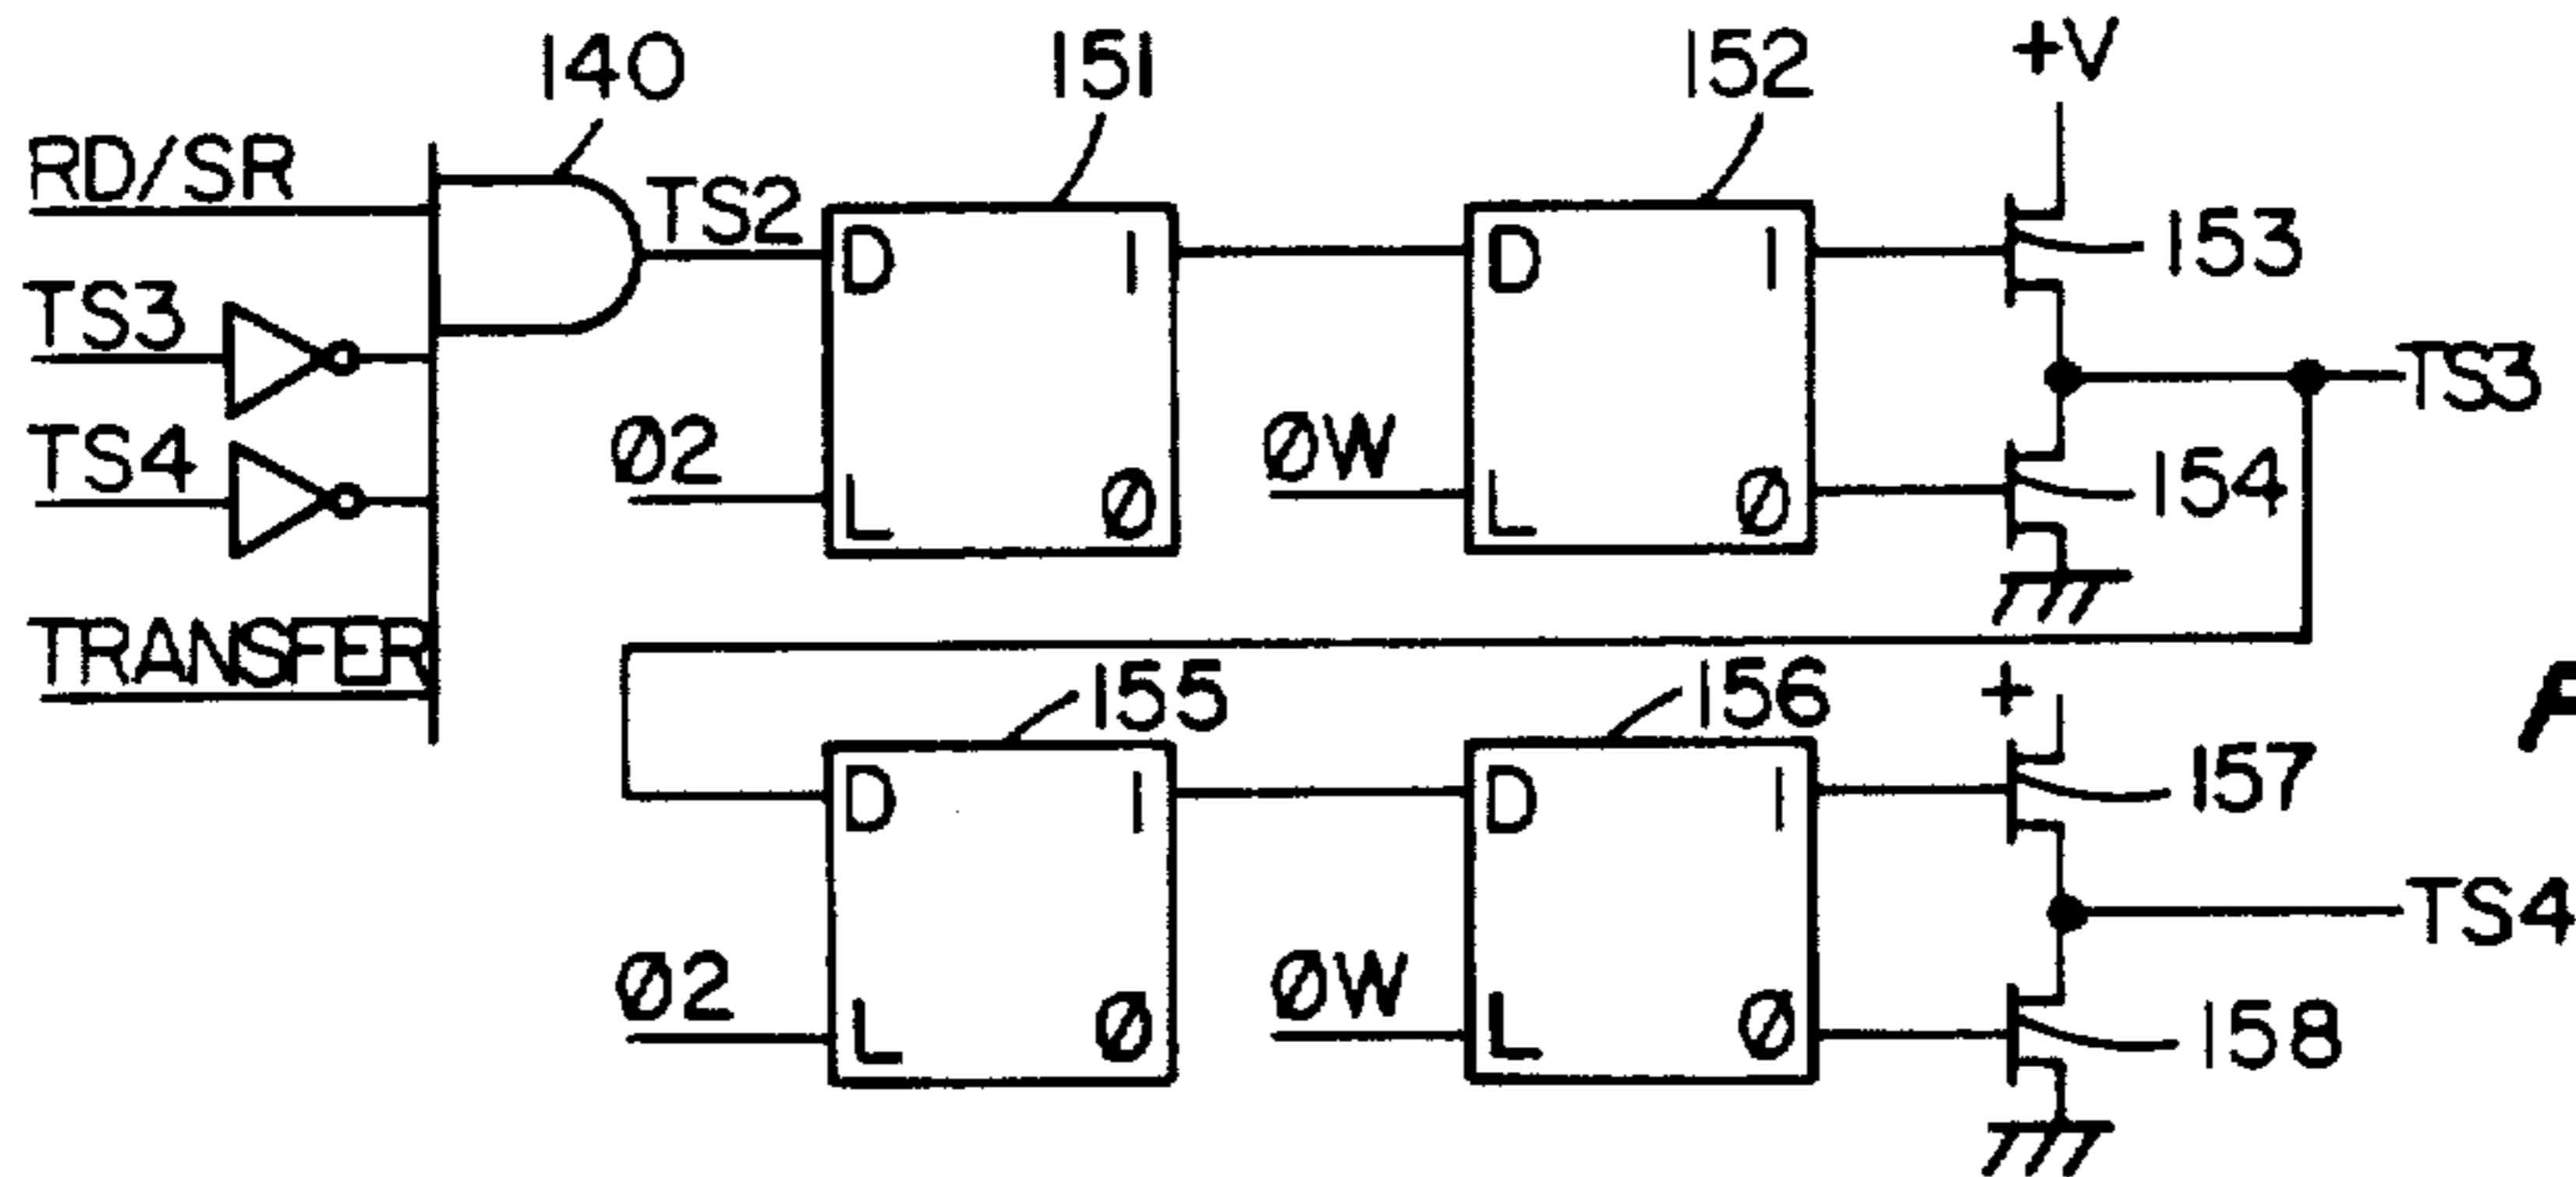 140
151
152
+V
RD/SR
TS2
D
1
D
1
153
TS3
TS3
TS4
Ø2
L
Ø
ØW
L
Ø
154
TRANSFER
155
156
+
D
1
D
1
157
TS4
Ø2
L
Ø
ØW
L
Ø
158